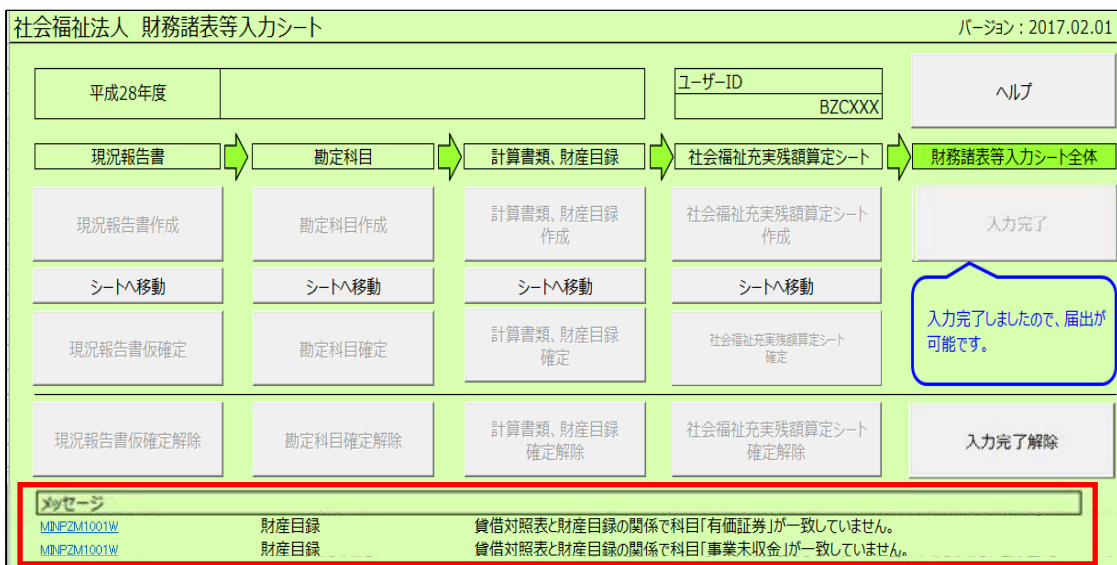 社会福祉法人 財務諸表等入力シート
バージョン：2017.02.01
平成28年度
ユーザーID
BZCXXX
ヘルプ
現況報告書
勘定科目
計算書類、財産目録
社会福祉充実残額算定シート
財務諸表等入力シート全体
現況報告書作成
勘定科目作成
計算書類、財産目録
作成
社会福祉充実残額算定シート
作成
入力完了
シートへ移動
シートへ移動
シートへ移動
シートへ移動
入力完了しましたので、届出が
可能です。
現況報告書仮確定
勘定科目確定
計算書類、財産目録
確定
社会福祉充実残額算定シート
確定
現況報告書仮確定解除
勘定科目確定解除
計算書類、財産目録
確定解除
社会福祉充実残額算定シート
確定解除
入力完了解除
メッセージ
MINPZM1001W 財産目録 貸借対照表と財産目録の関係で科目「有価証券」が一致していません。
MINPZM1001W 財産目録 貸借対照表と財産目録の関係で科目「事業未収金」が一致していません。